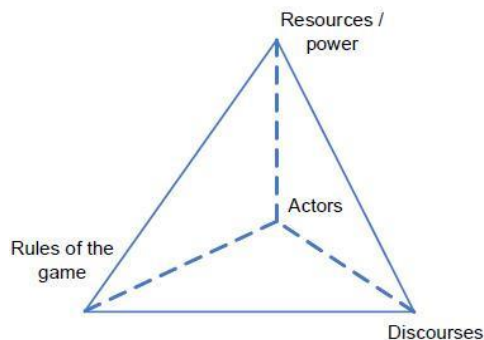 Resources /
power
Actors
Rules of the
game
Discourses